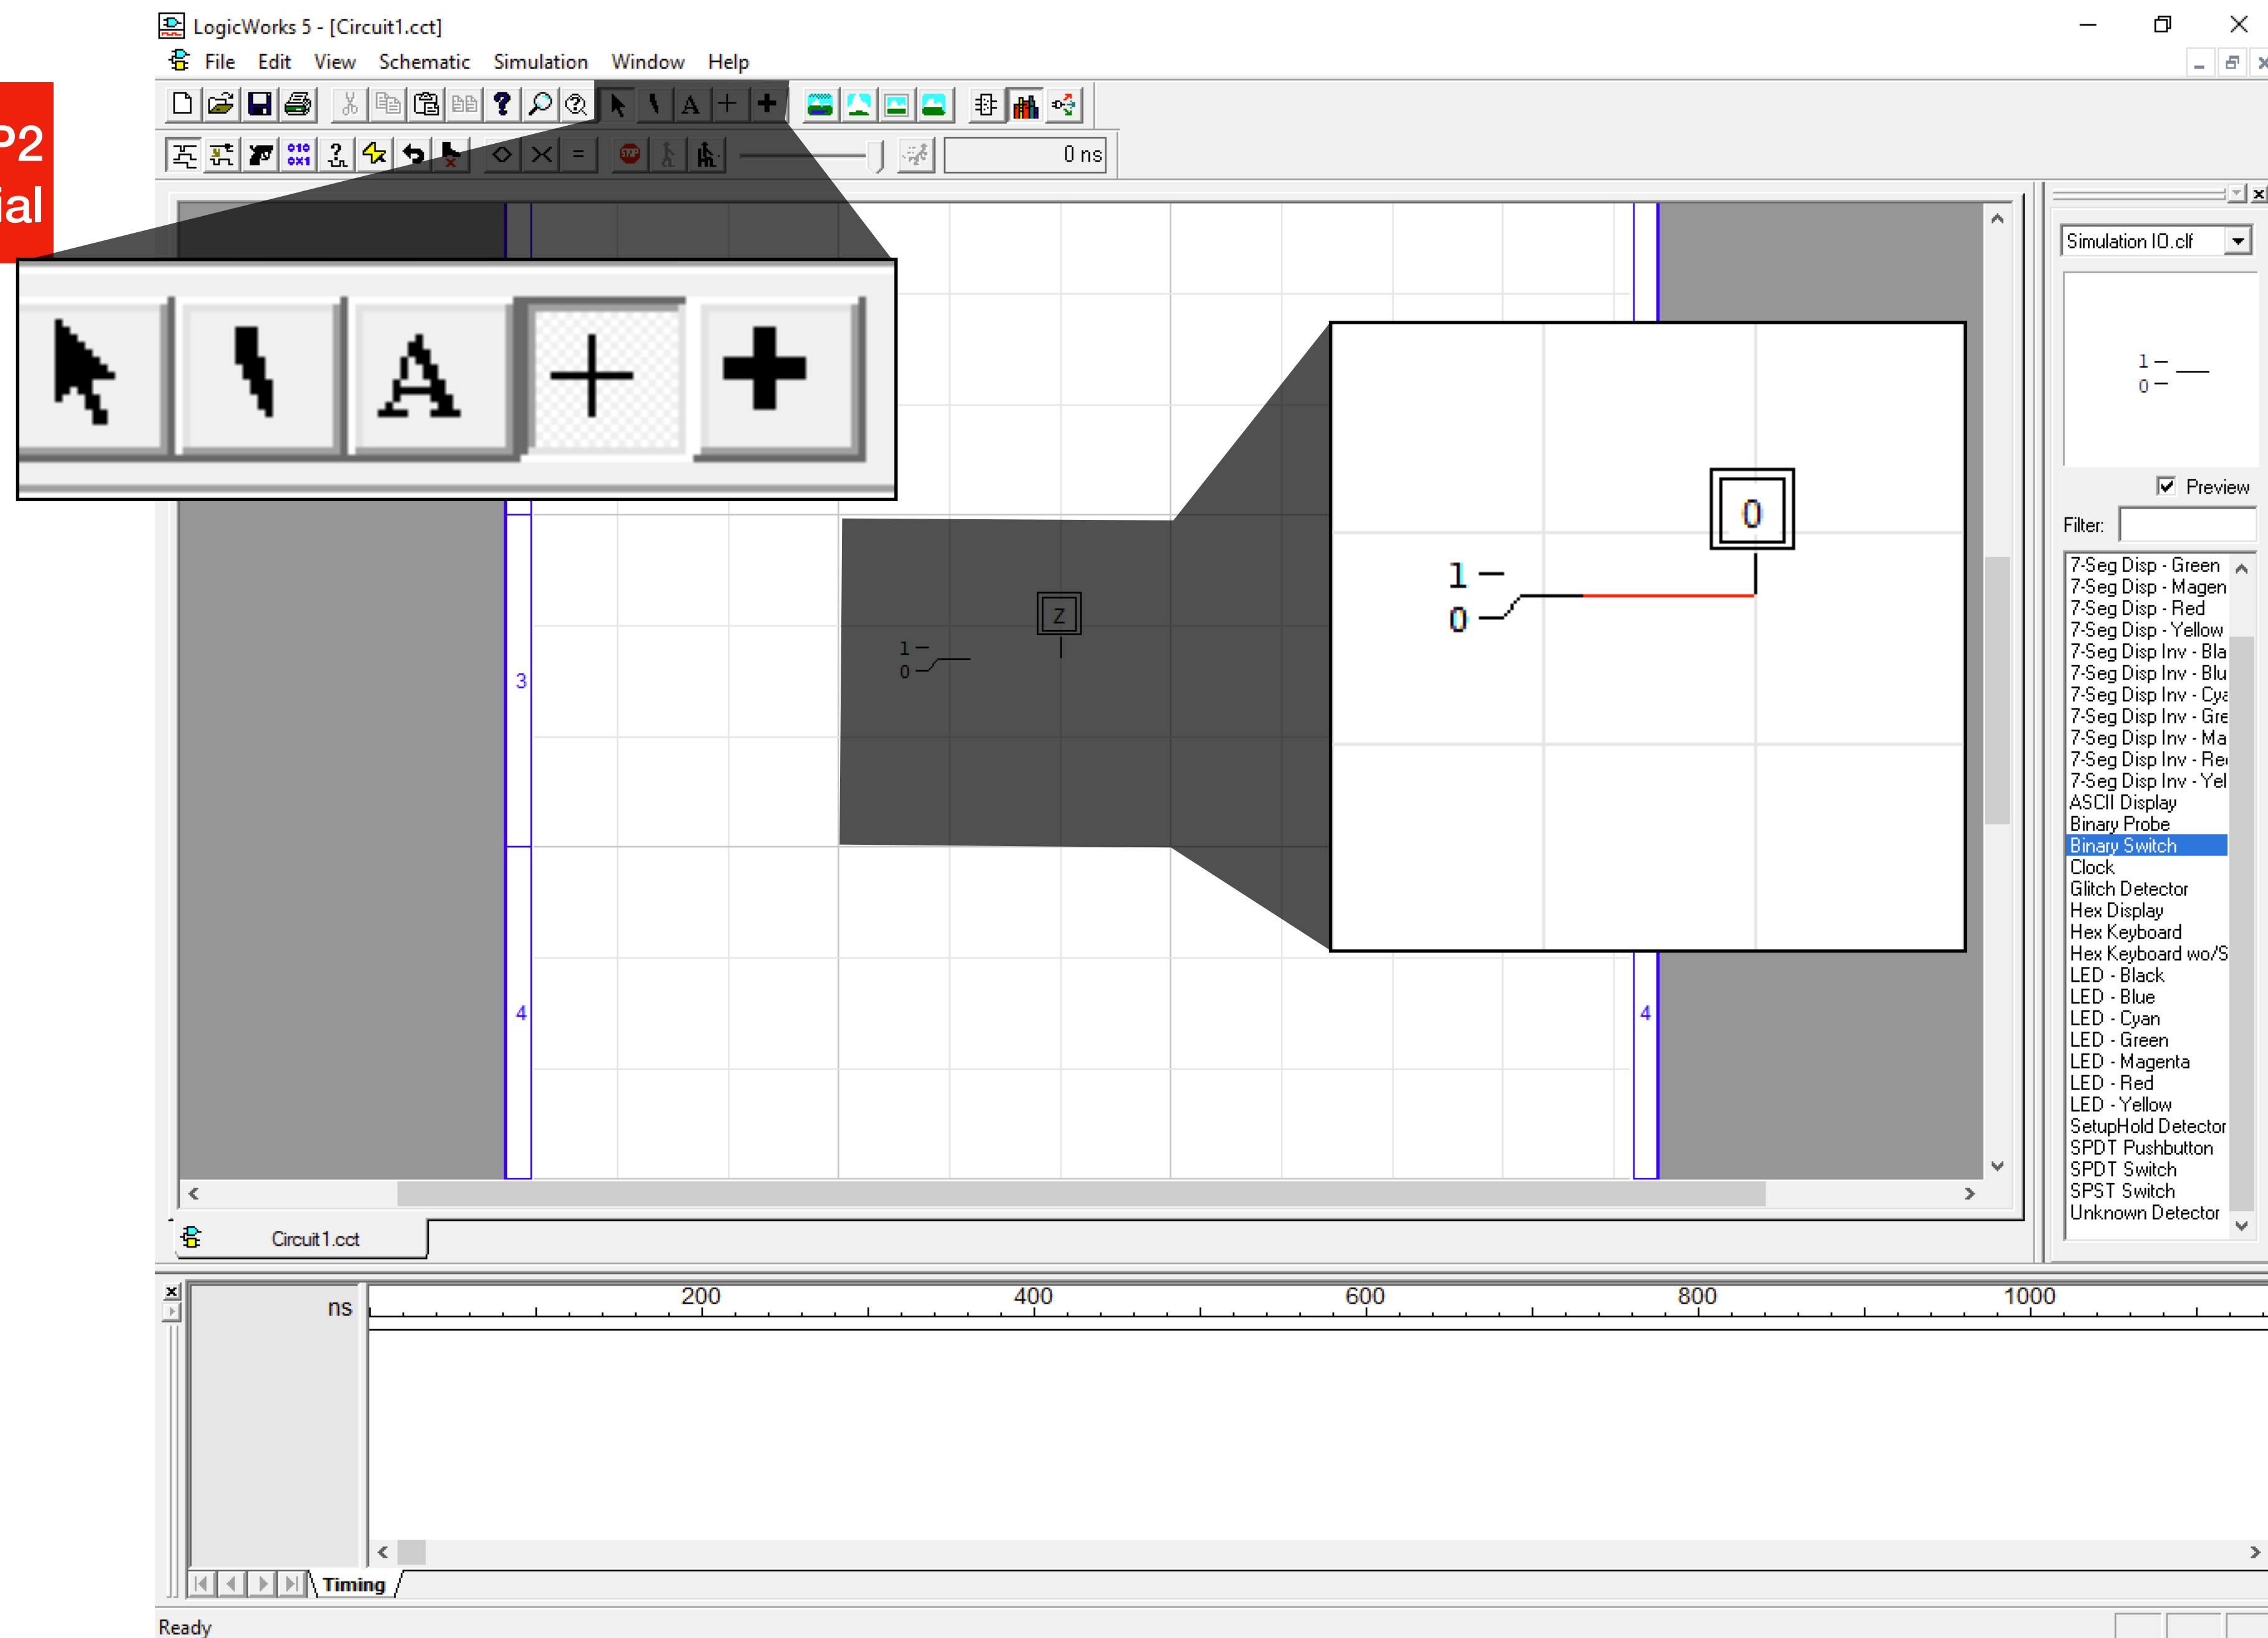 LogicWorks 5 - [Circuit1.cct]
File Edit View Schematic Simulation Window Help
P2
ial
STOP
0 ns
A
Simulation IO.clf
1
0
Preview
Filter:
7-Seg Disp - Green
7-Seg Disp - Magen
7-Seg Disp - Red
7-Seg Disp - Yellow
7-Seg Disp Inv - Bla
7-Seg Disp Inv - Blu
7-Seg Disp Inv - Cya
7-Seg Disp Inv - Gre
7-Seg Disp Inv - Ma
7-Seg Disp Inv - Re
7-Seg Disp Inv - Yel
ASCII Display
Binary Probe
Binary Switch
Clock
Glitch Detector
Hex Display
Hex Keyboard
Hex Keyboard wo/S
LED - Black
LED - Blue
LED - Cyan
LED - Green
LED - Magenta
LED - Red
LED - Yellow
SetupHold Detector
SPDT Pushbutton
SPDT Switch
SPST Switch
Unknown Detector
A
0
1
0
Z
1
0
3
4
4
Circuit1.cct
ns
200 400 600 800 1000
Timing
Ready